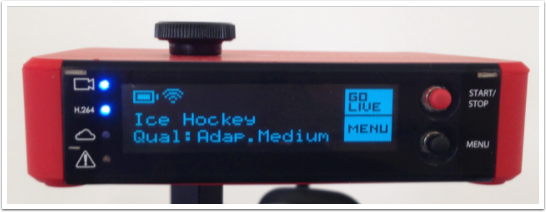 H.264
Ice Hockey
Qual:Adap.Medium
GO
LIVE
MENU
START/
STOP
MENU